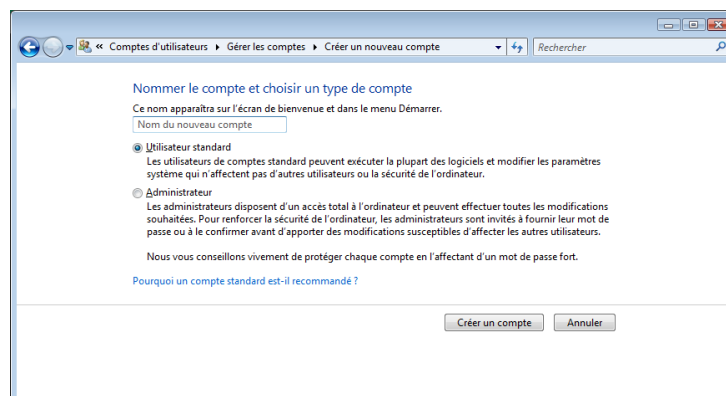 « Comptes d'utilisateurs ▸ Gérer les comptes ▸ Créer un nouveau compte
Rechercher
Nommer le compte et choisir un type de compte
Ce nom apparaîtra sur l'écran de bienvenue et dans le menu Démarrer.
Nom du nouveau compte
Utilisateur standard
Les utilisateurs de comptes standard peuvent exécuter la plupart des logiciels et modifier les paramètres
système qui n'affectent pas d'autres utilisateurs ou la sécurité de l'ordinateur.
Administrateur
Les administrateurs disposent d'un accès total à l'ordinateur et peuvent effectuer toutes les modifications
souhaitées. Pour renforcer la sécurité de l'ordinateur, les administrateurs sont invités à fournir leur mot de
passe ou à le confirmer avant d'apporter des modifications susceptibles d'affecter les autres utilisateurs.
Nous vous conseillons vivement de protéger chaque compte en l'affectant d'un mot de passe fort.
Pourquoi un compte standard est-il recommandé ?
Créer un compte
Annuler